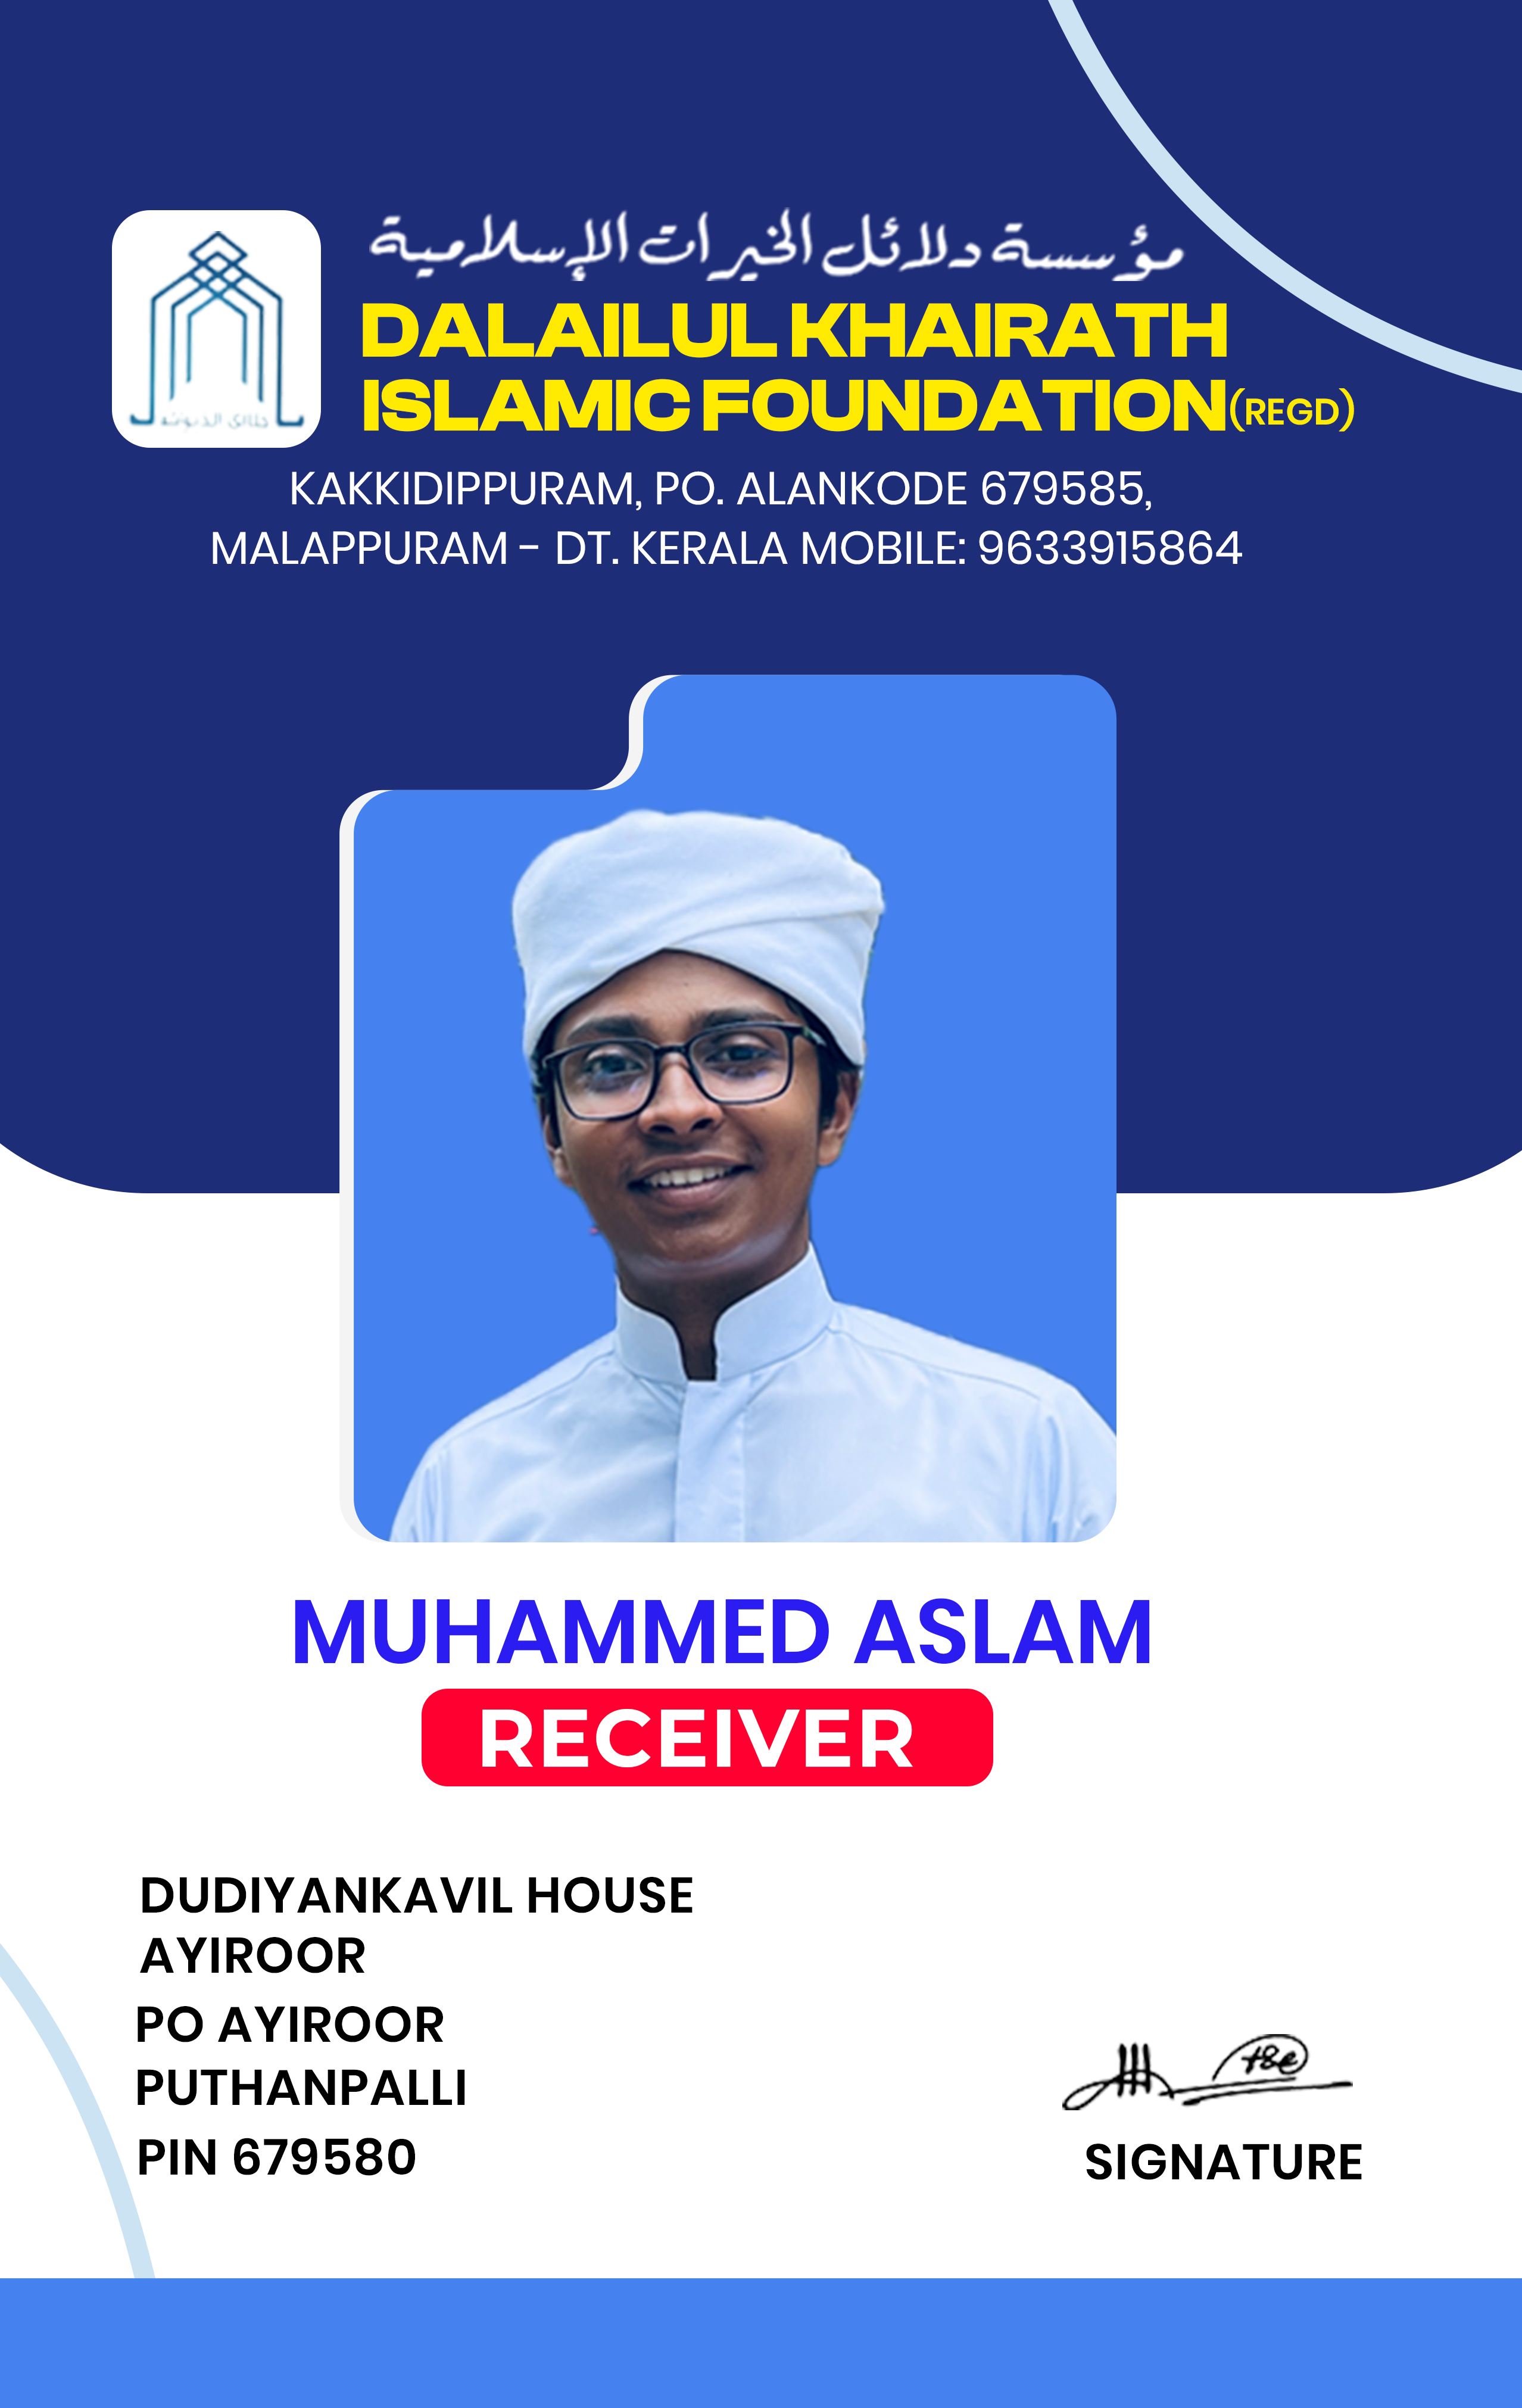 مؤسسة دلائل الخيرات الإسلامية
DALAILUL KHAIRATH
ISLAMIC FOUNDATION(REGD)
KAKKIDIPPURAM, PO. ALANKODE 679585,
MALAPPURAM - DT. KERALA MOBILE: 9633915864
MUHAMMED ASLAM
RECEIVER
DUDIYANKAVIL HOUSE
AYIROOR
PO AYIROOR
PUTHANPALLI
PIN 679580
SIGNATURE